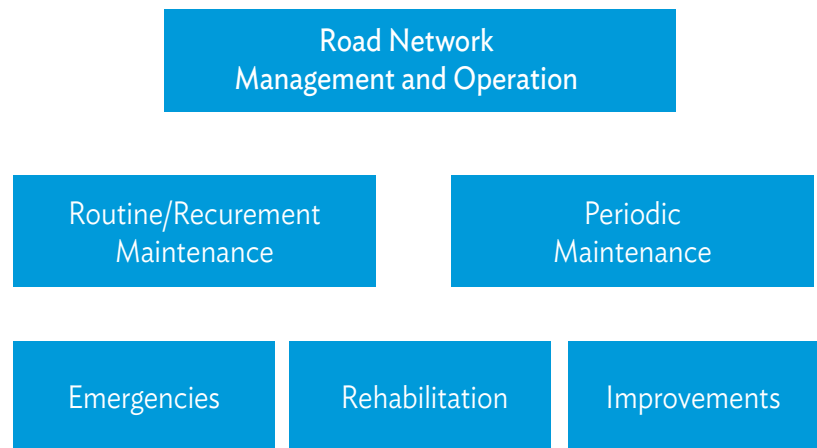 Road Network
Management and Operation
Routine/Recurement
Maintenance
Periodic
Maintenance
Emergencies
Rehabilitation
Improvements